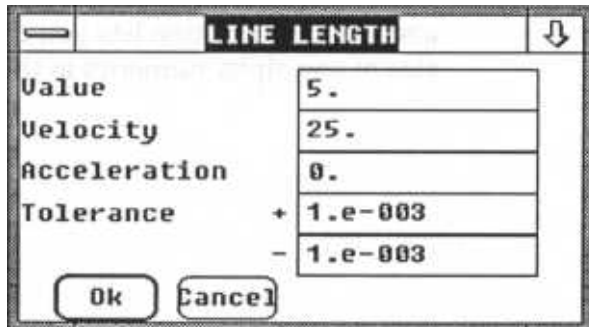 LINE LENGTH
Value 5.
Velocity 25.
Acceleration 0.
Tolerance + 1.e-003
- 1.e-003
Ok Cancel